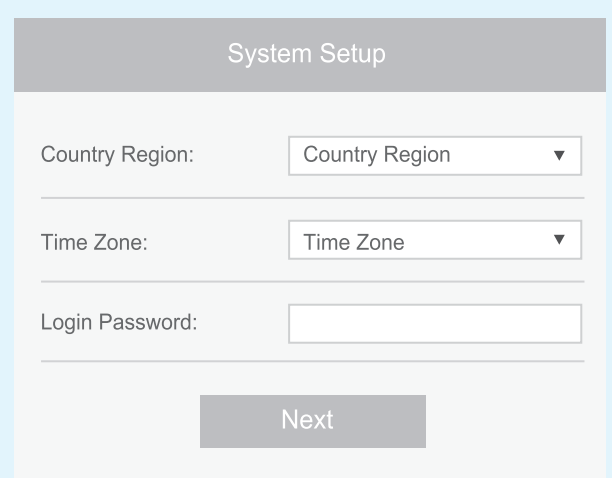 System Setup
Country Region: Country Region ▼
Time Zone: Time Zone ▼
Login Password:
Next